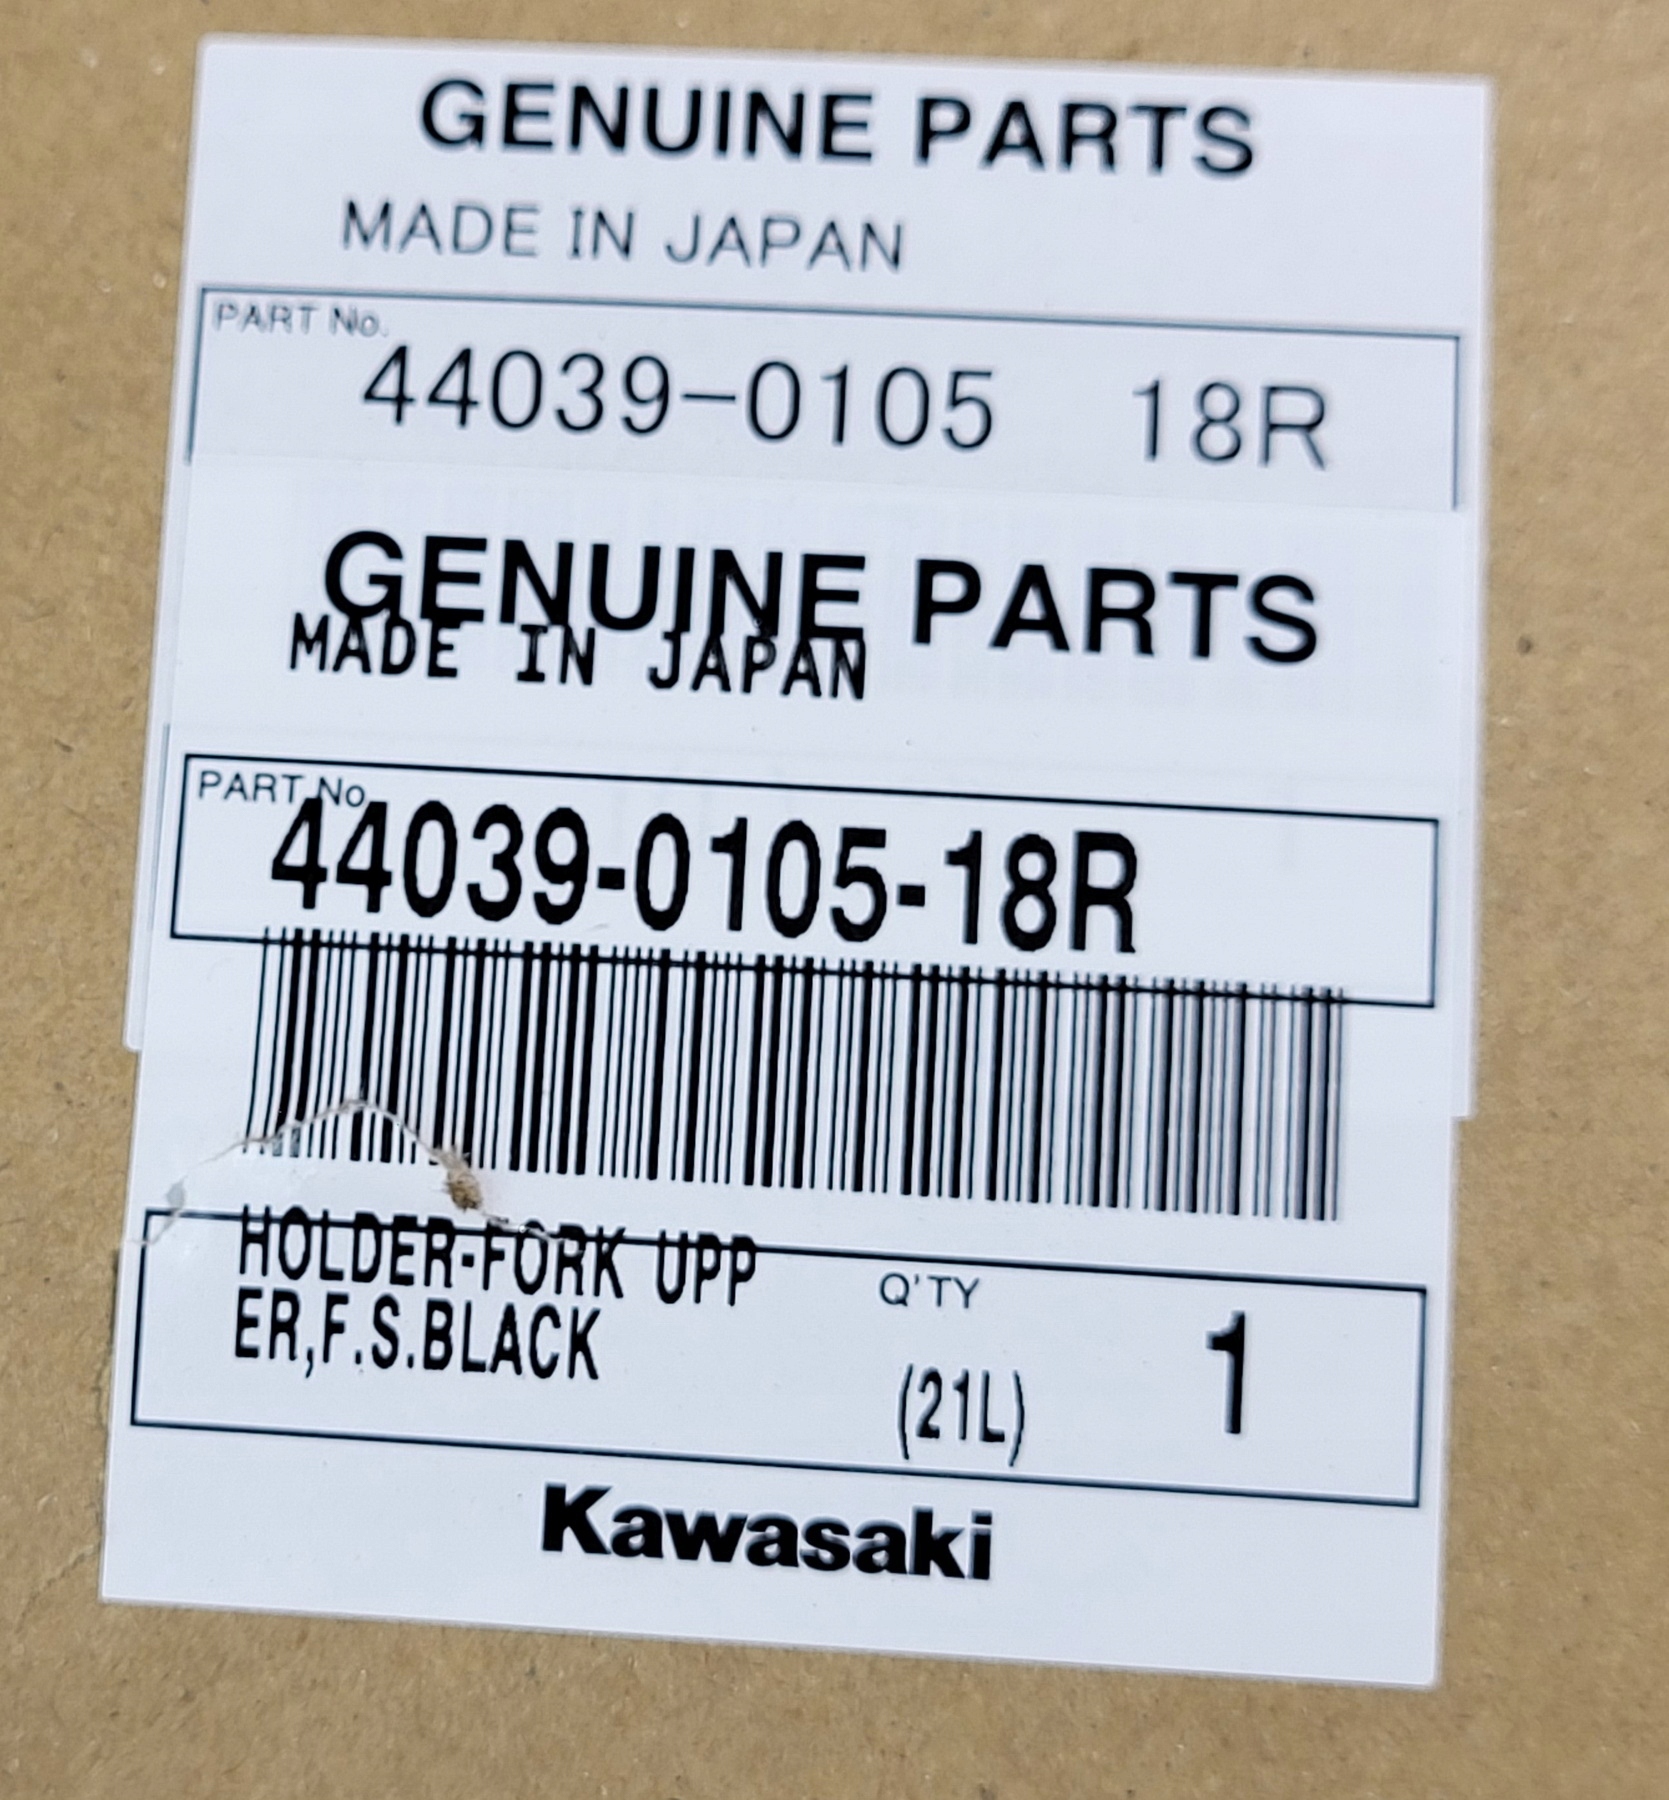 GENUINE PARTS
MADE IN JAPAN
PART No.
44039-0105 18R
GENUINE PARTS
MADE IN JAPAN
PART No
44039-0105-18R
HOLDER-FORK UPP
ER,F.S.BLACK
Q'TY
(21L)
1
Kawasaki